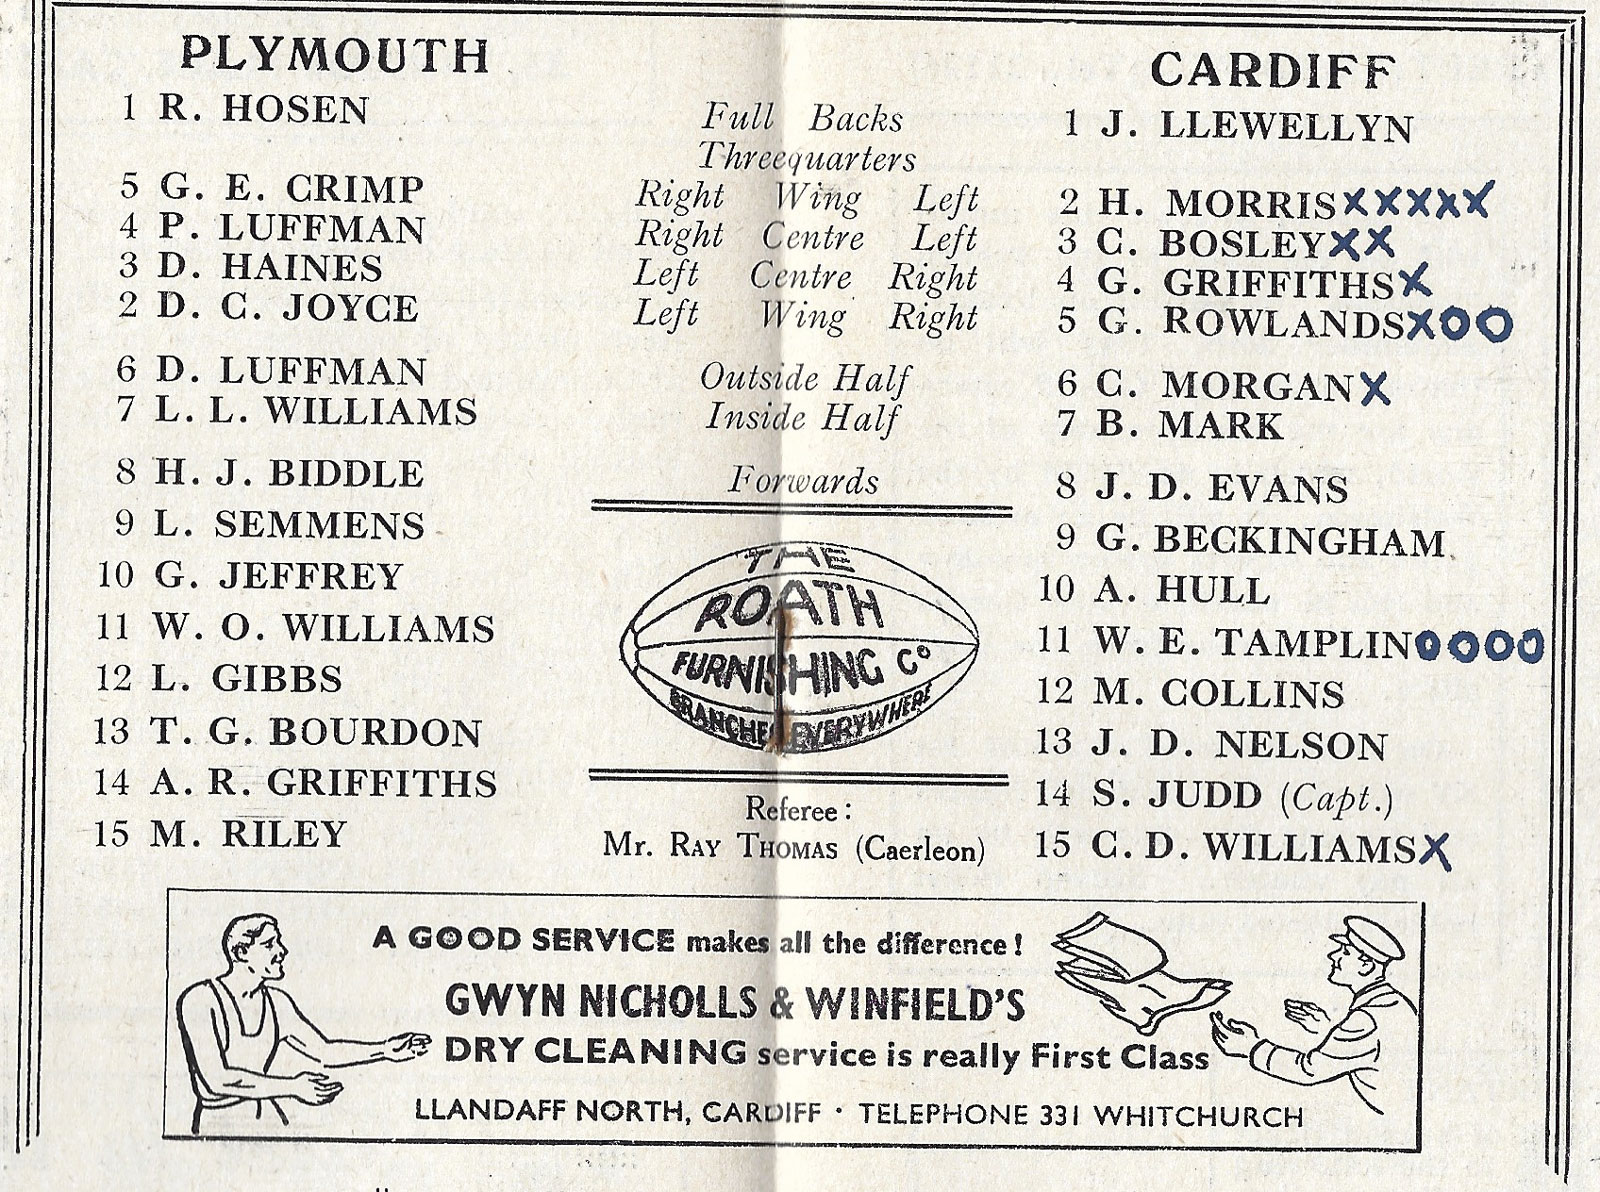 PLYMOUTH
CARDIFF
1 R. HOSEN Full Backs 1 J. LLEWELLYN
Threequarters
5 G. E. CRIMP Right Wing Left 2 H. MORRIS XXXXX
4 P. LUFFMAN Right Centre Left 3 C. BOSLEY XX
3 D. HAINES Left Centre Right 4 G. GRIFFITHS X
2 D. C. JOYCE Left Wing Right 5 G. ROWLANDS XOO
6 D. LUFFMAN Outside Half 6 C. MORGAN X
7 L. L. WILLIAMS Inside Half 7 B. MARK
8 H. J. BIDDLE Forwards 8 J. D. EVANS
9 L. SEMMENS 9 G. BECKINGHAM
10 G. JEFFREY 10 A. HULL
11 W. O. WILLIAMS 11 W. E. TAMPLIN OOOO
12 L. GIBBS 12 M. COLLINS
13 T. G. BOURDON 13 J. D. NELSON
14 A. R. GRIFFITHS 14 S. JUDD (Capt.)
15 M. RILEY 15 C. D. WILLIAMS X
THE
ROATH
FURNISHING Co
BRANCHES EVERYWHERE
Referee:
Mr. RAY THOMAS (Caerleon)
A GOOD SERVICE makes all the difference!
GWYN NICHOLLS & WINFIELD'S
DRY CLEANING service is really First Class
LLANDAFF NORTH, CARDIFF · TELEPHONE 331 WHITCHURCH